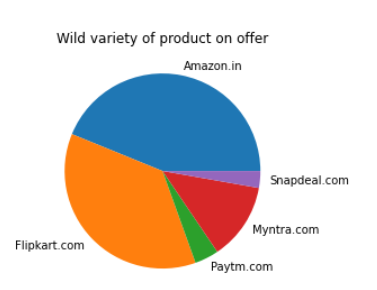 Wild variety of product on offer
Amazon.in
Snapdeal.com
Myntra.com
Flipkart.com
Paytm.com